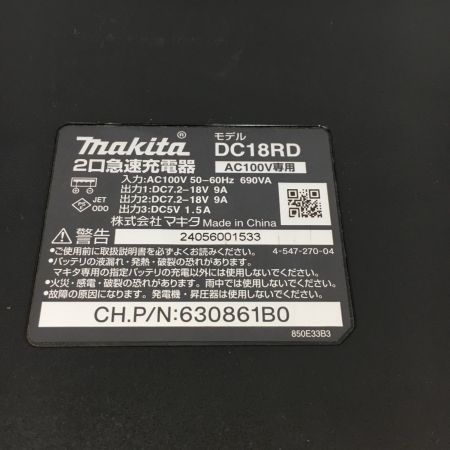 makita®
モデル DC18RD
2口急速充電器
AC100V専用
入力:AC100V 50-60Hz 690VA
出力1:DC7.2-18V 9A
出力2:DC7.2-18V 9A
出力3:DC5V 1.5A
PS E JET ODO
株式会社マキタ Made in China
警告 24056001533 4-547-270-04
•ご使用前に取扱説明書を必ずよくお読みください。
•バッテリの液漏れ・発熱・破裂の恐れがあります。
マキタ専用の指定バッテリの充電以外には使用しないでください。
•火災・感電・破裂の恐れがあります。雨中では使用しないでください。
•故障の原因になります。発電機・昇圧器は使用しないでください。
CH.P/N:630861B0
850E33B3